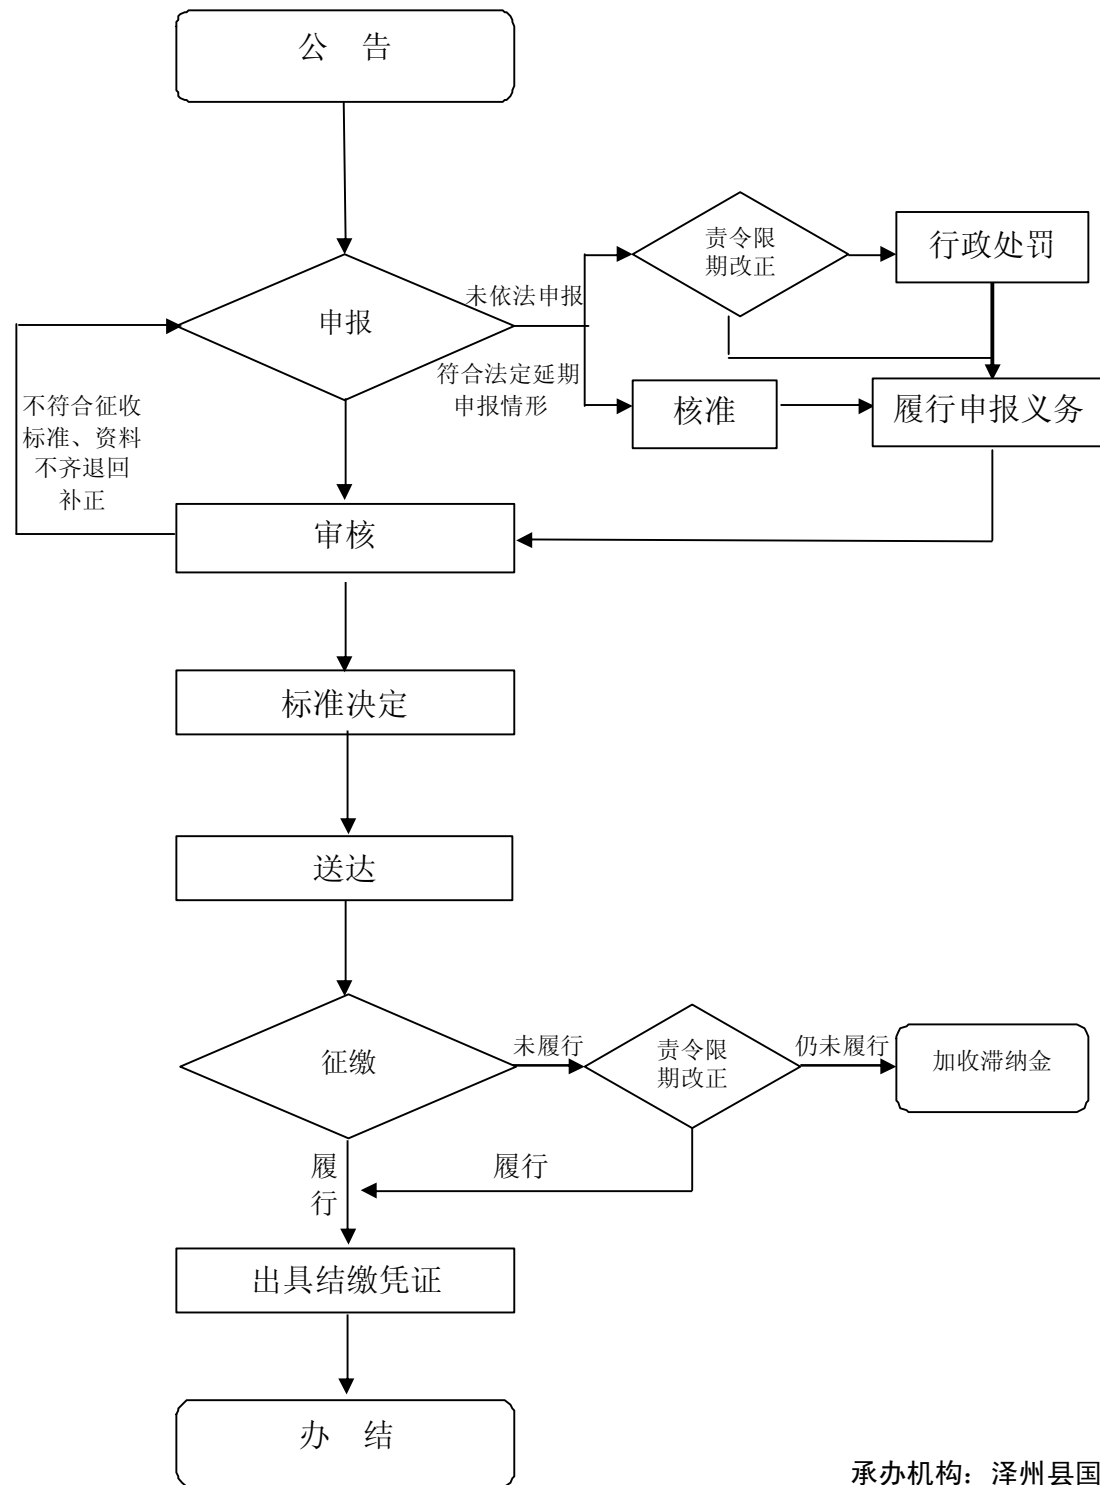 公 告
责令限
期改正
行政处罚
未依法申报
申报
符合法定延期
申报情形
核准
履行申报义务
不符合征收
标准、资料
不齐退回
补正
审核
标准决定
送达
征缴
未履行
责令限
期改正
仍未履行
加收滞纳金
履
行
履行
出具结缴凭证
办 结
承办机构：泽州县国